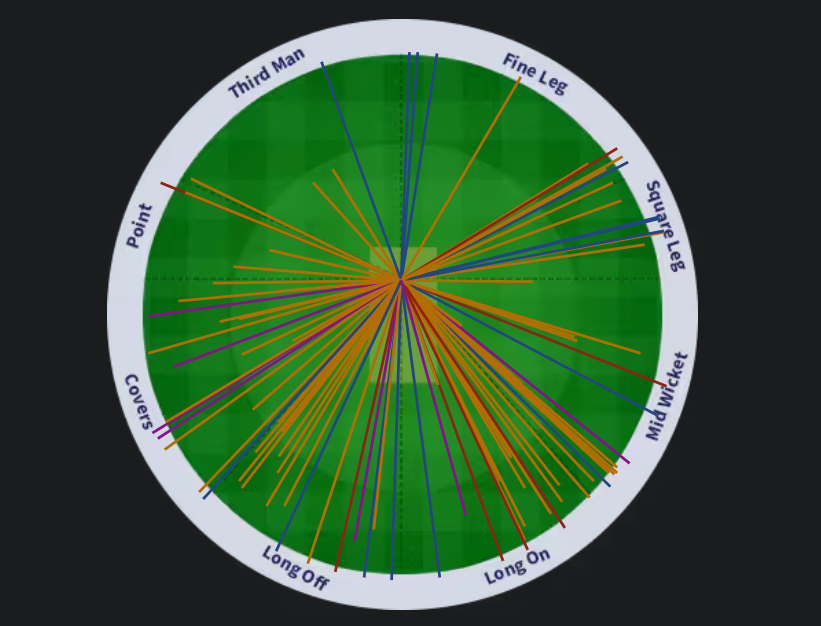 Third Man
Fine Leg
Point
Square Leg
Covers
Mid Wicket
Long Off
Long On